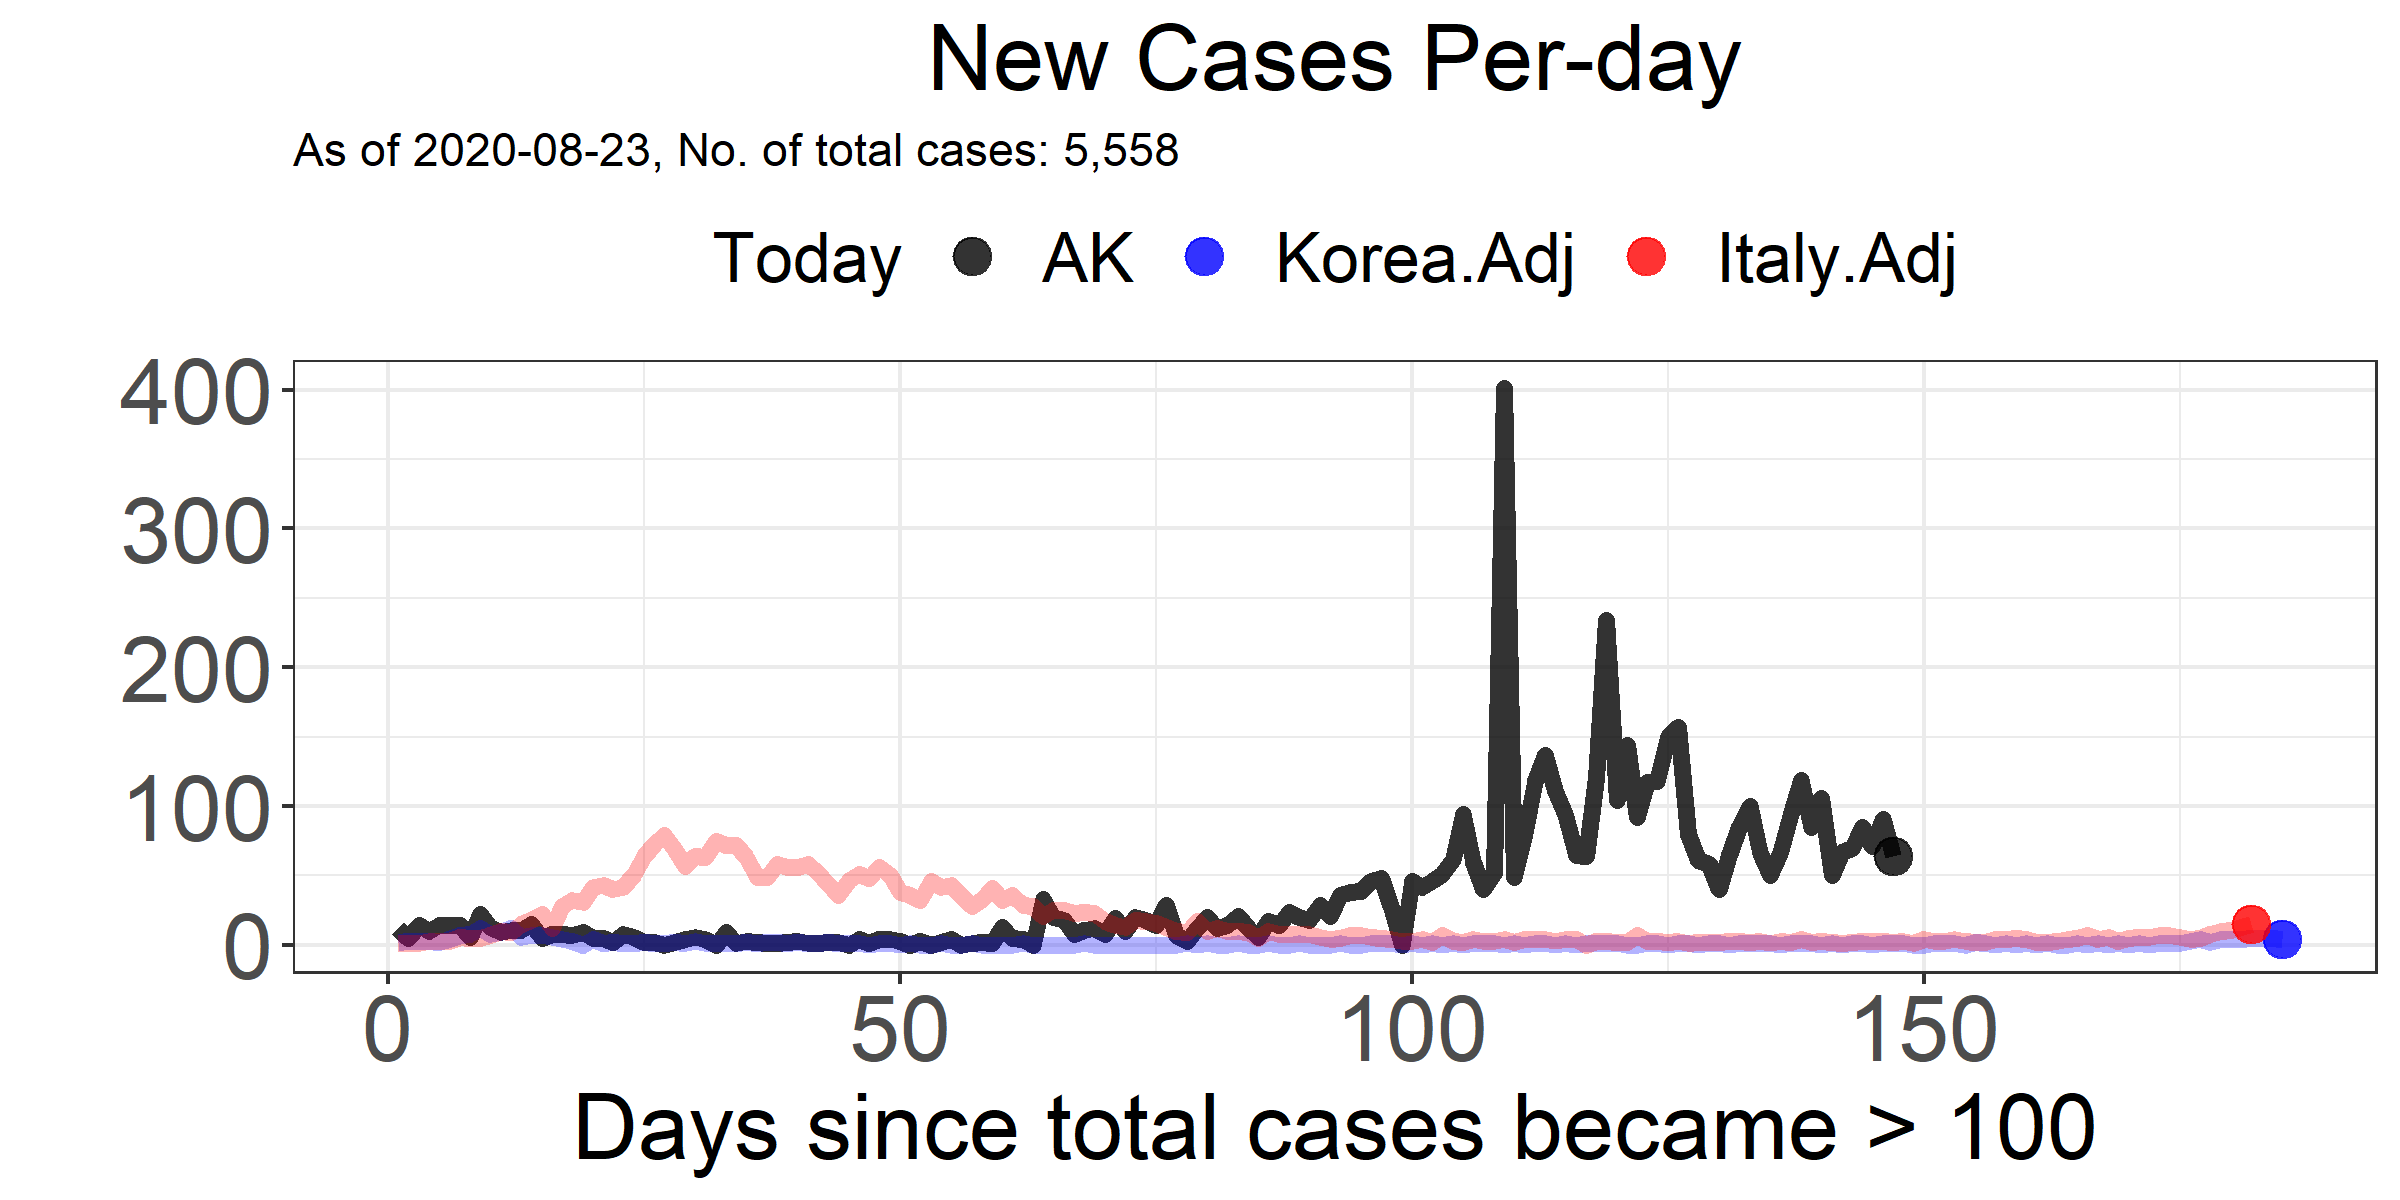 New Cases Per-day
As of 2020-08-23, No. of total cases: 5,558
Today AK Korea.Adj Italy.Adj
400
300
200
100
0
0 50 100 150
Days since total cases became > 100